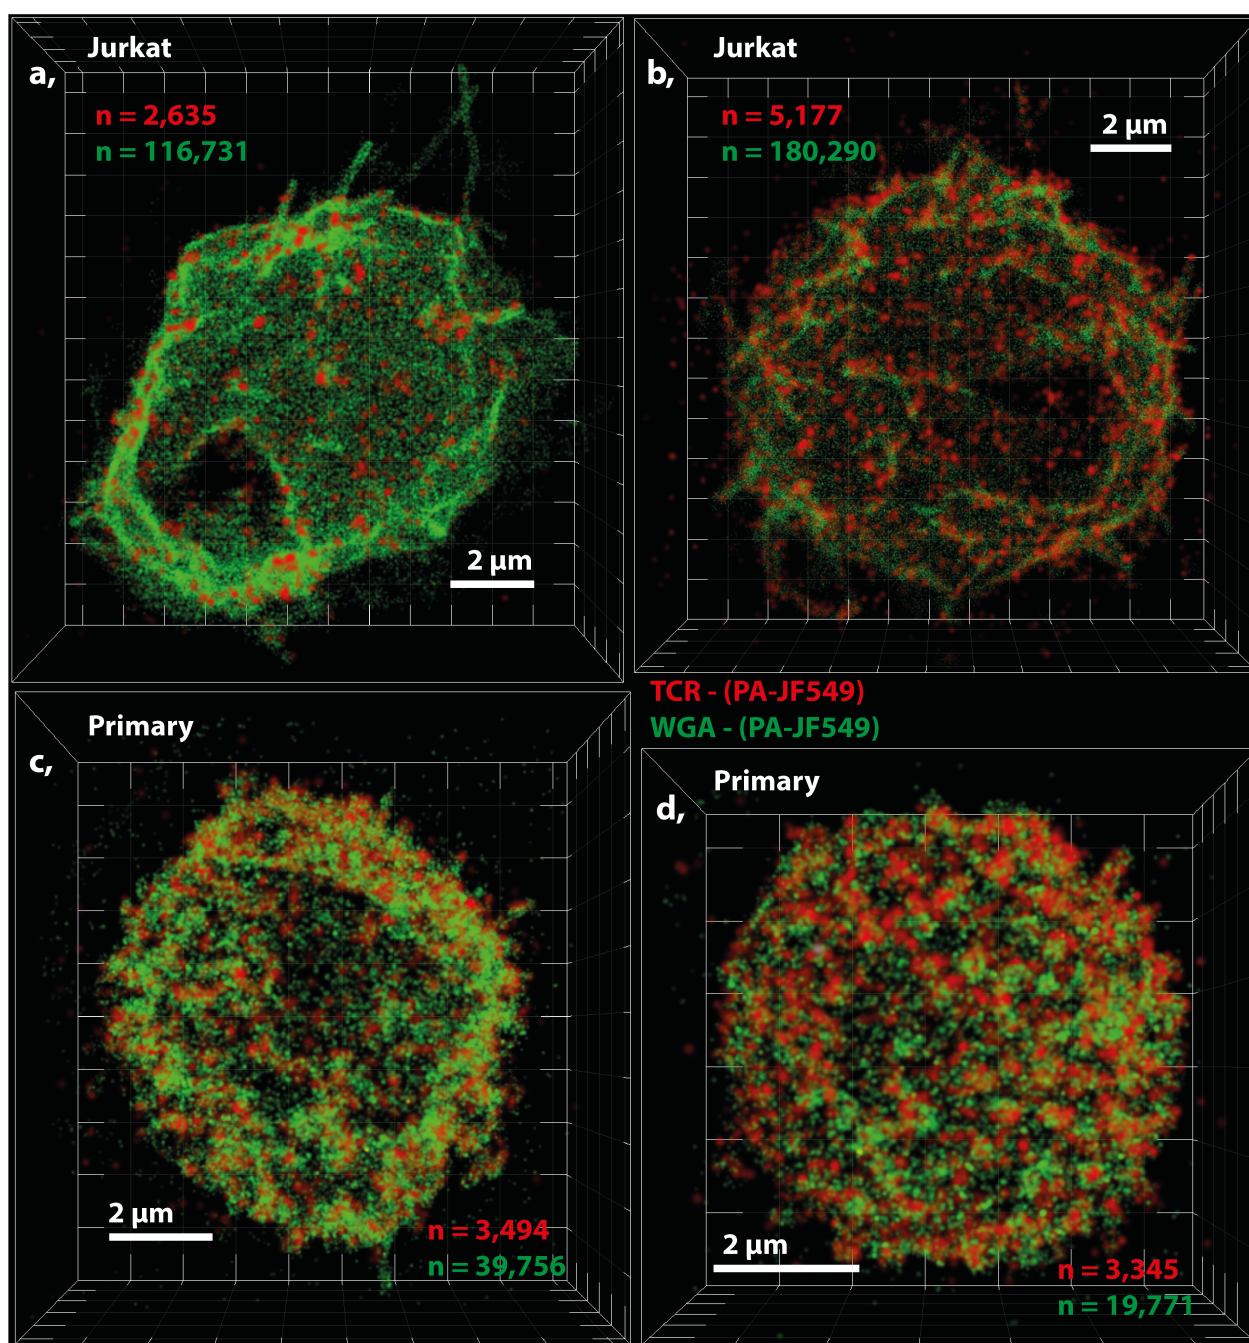 Jurkat
a,
n = 2,635
n = 116,731
2 µm
Jurkat
b,
n = 5,177
n = 180,290
2 µm
TCR - (PA-JF549)
WGA - (PA-JF549)
Primary
c,
2 µm
n = 3,494
n = 39,756
Primary
d,
2 µm
n = 3,345
n = 19,771